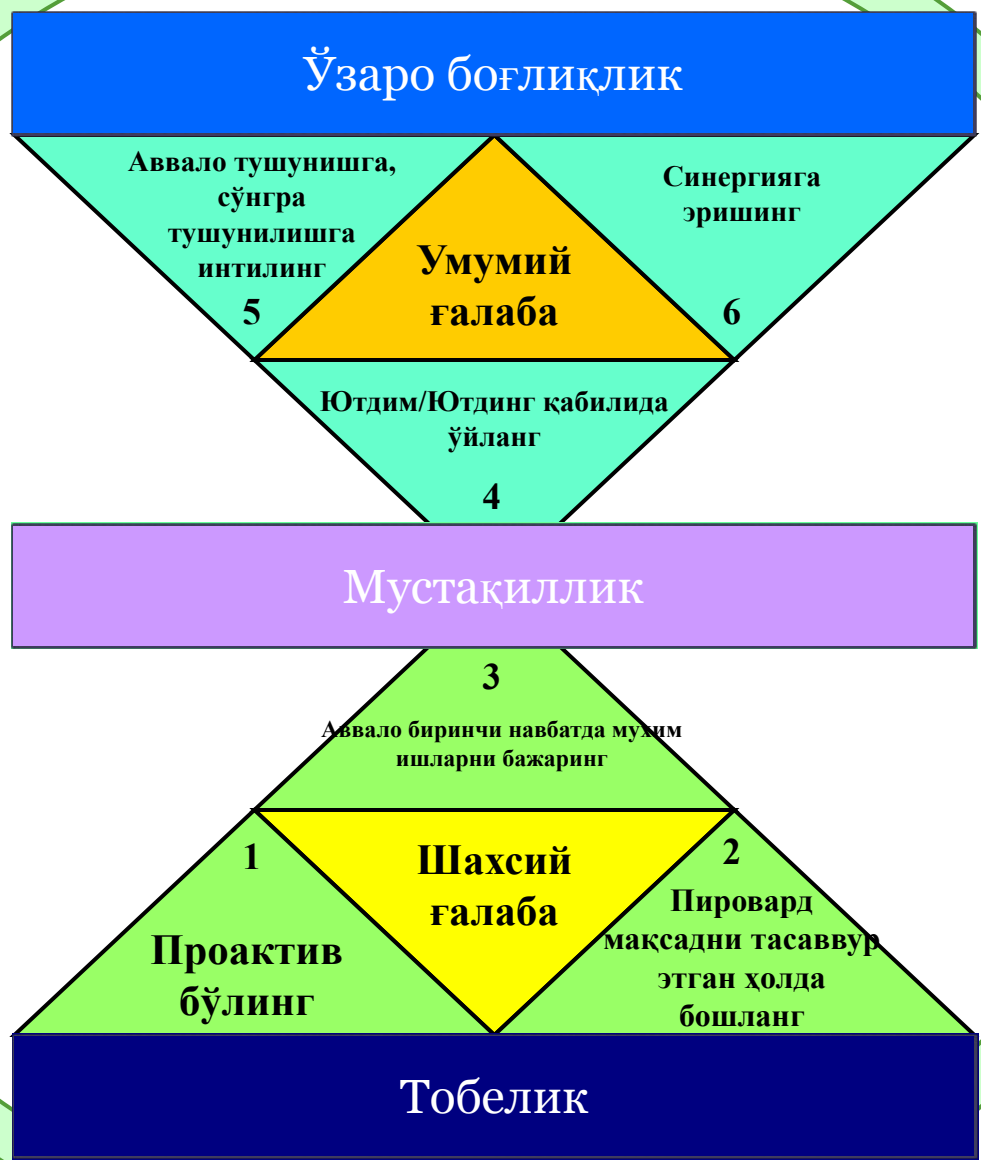 Ўзаро боғлиқлик
Аввало тушунишга,
сўнгра
тушунилишга
интилинг
5
Умумий
ғалаба
Синергияга
эришинг
6
Ютдим/Ютдинг қабилида
ўйланг
4
Мустақиллик
3
Аввало биринчи навбатда мухим
ишларни бажаринг
1
Проактив
бўлинг
Шахсий
ғалаба
2
Пировард
мақсадни тасаввур
этган ҳолда
бошланг
Тобелик